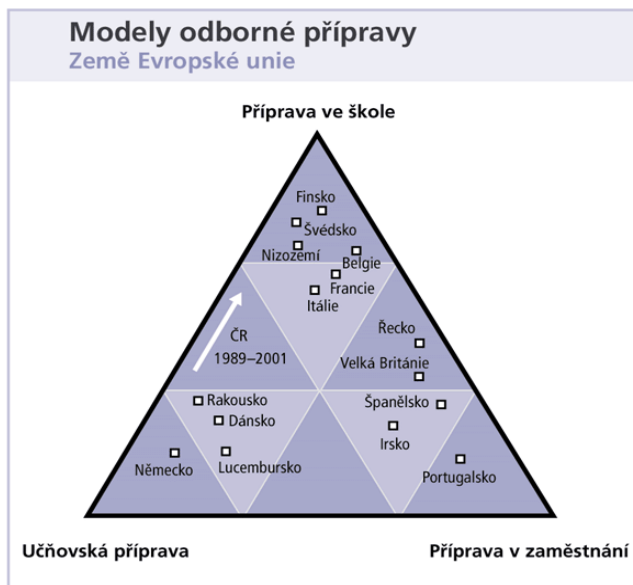 Modely odborné přípravy
Země Evropské unie
Příprava ve škole
Finsko
Švédsko
Nizozemí
Belgie
Francie
Itálie
ČR
1989–2001
Řecko
Velká Británie
Rakousko
Dánsko
Španělsko
Irsko
Německo
Lucembursko
Portugalsko
Učňovská příprava
Příprava v zaměstnání